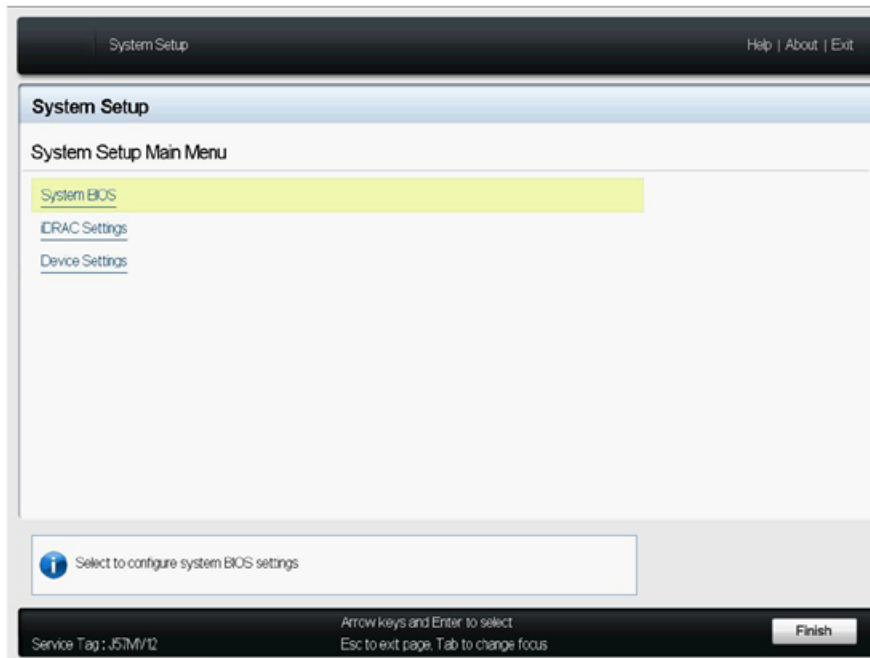 System Setup
Help | About | Exit
System Setup
System Setup Main Menu
System BIOS
iDRAC Settings
Device Settings
Select to configure system BIOS settings
Arrow keys and Enter to select
Service Tag : J57MV12
Esc to exit page, Tab to change focus
Finish